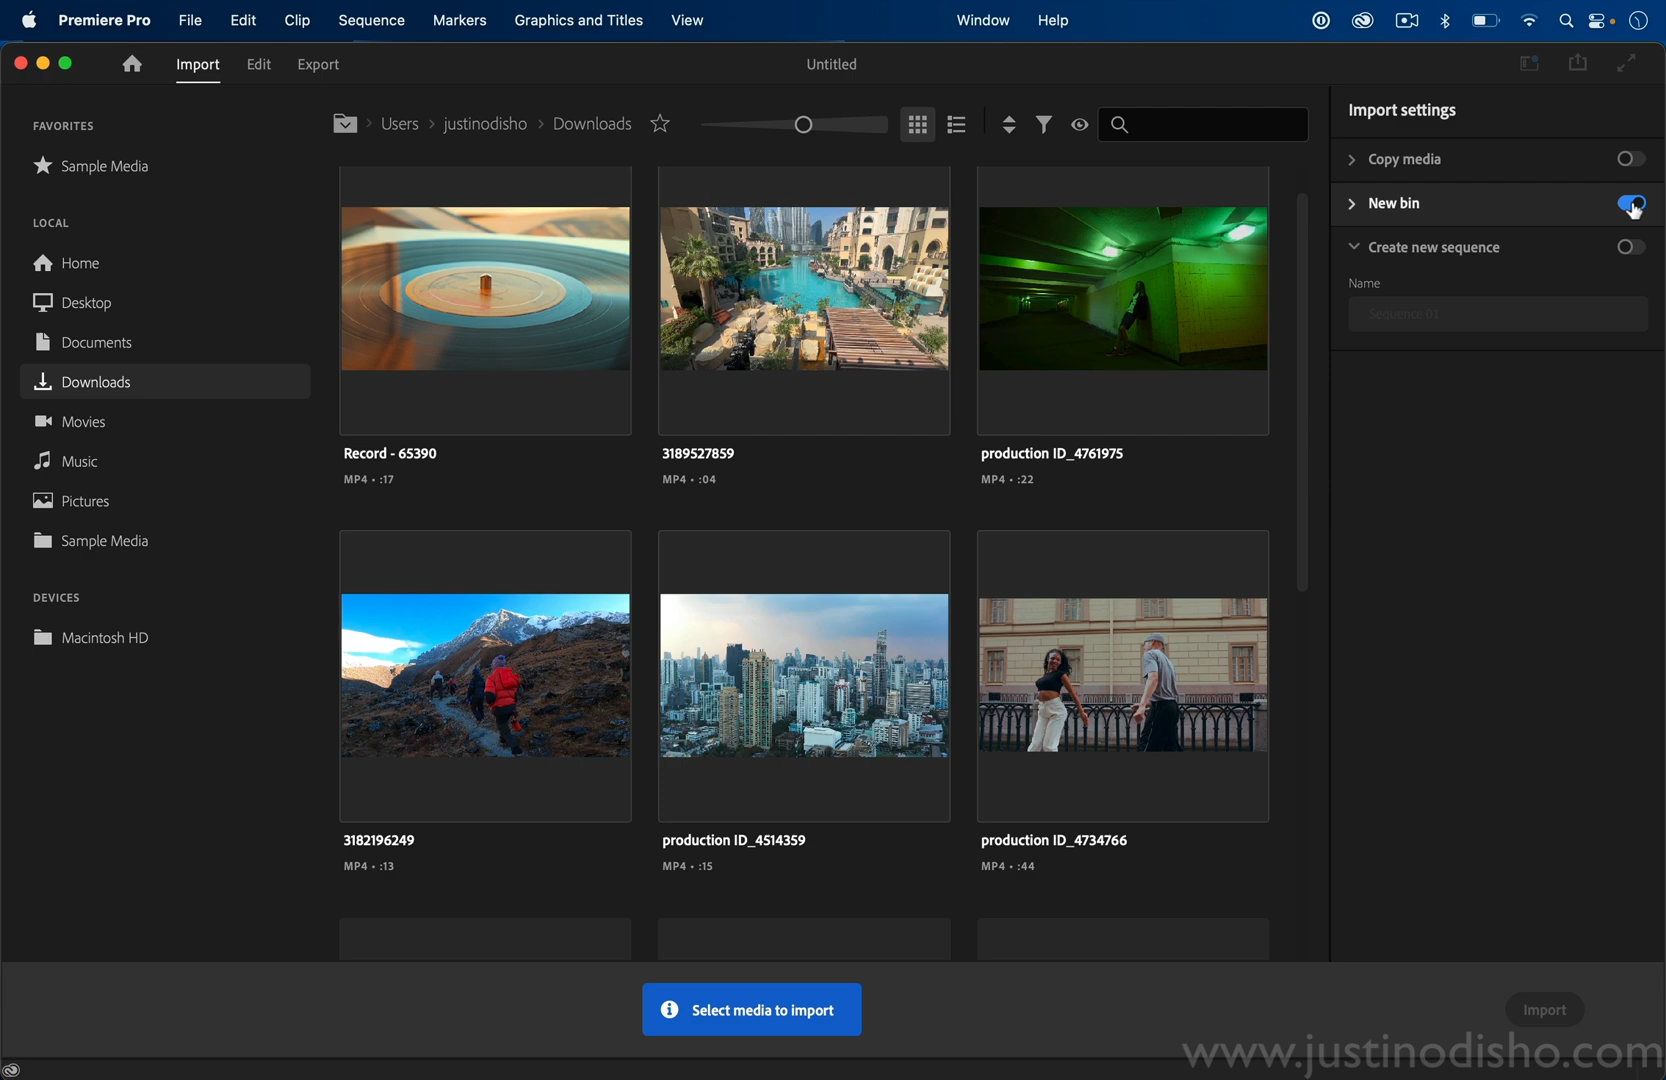 Premiere Pro File Edit Clip Sequence Markers Graphics and Titles View Window Help
Import Edit Export Untitled
FAVORITES
Sample Media
LOCAL
Home
Desktop
Documents
Downloads
Movies
Music
Pictures
Sample Media
DEVICES
Macintosh HD
Users > justinodisho > Downloads
Record - 65390
MP4 • :17
3189527859
MP4 • :04
production ID_4761975
MP4 • :22
3182196249
MP4 • :13
production ID_4514359
MP4 • :15
production ID_4734766
MP4 • :44
Import settings
Copy media
New bin
Create new sequence
Name
Sequence 01
Select media to import
Import
www.justinodisho.com